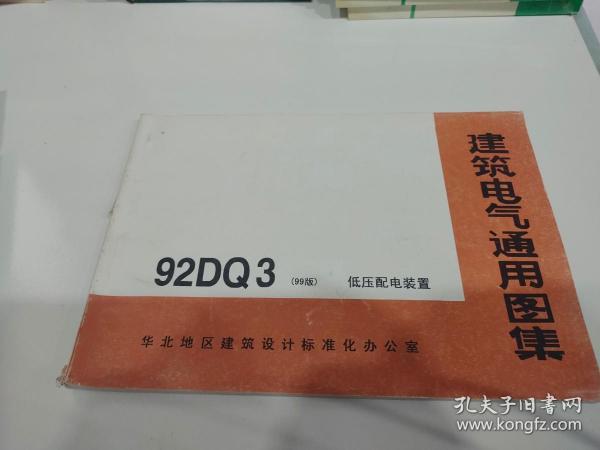 建筑电气通用图集
92DQ3 (99版) 低压配电装置
华北地区建筑设计标准化办公室
孔夫子旧书网
www.kongfz.com